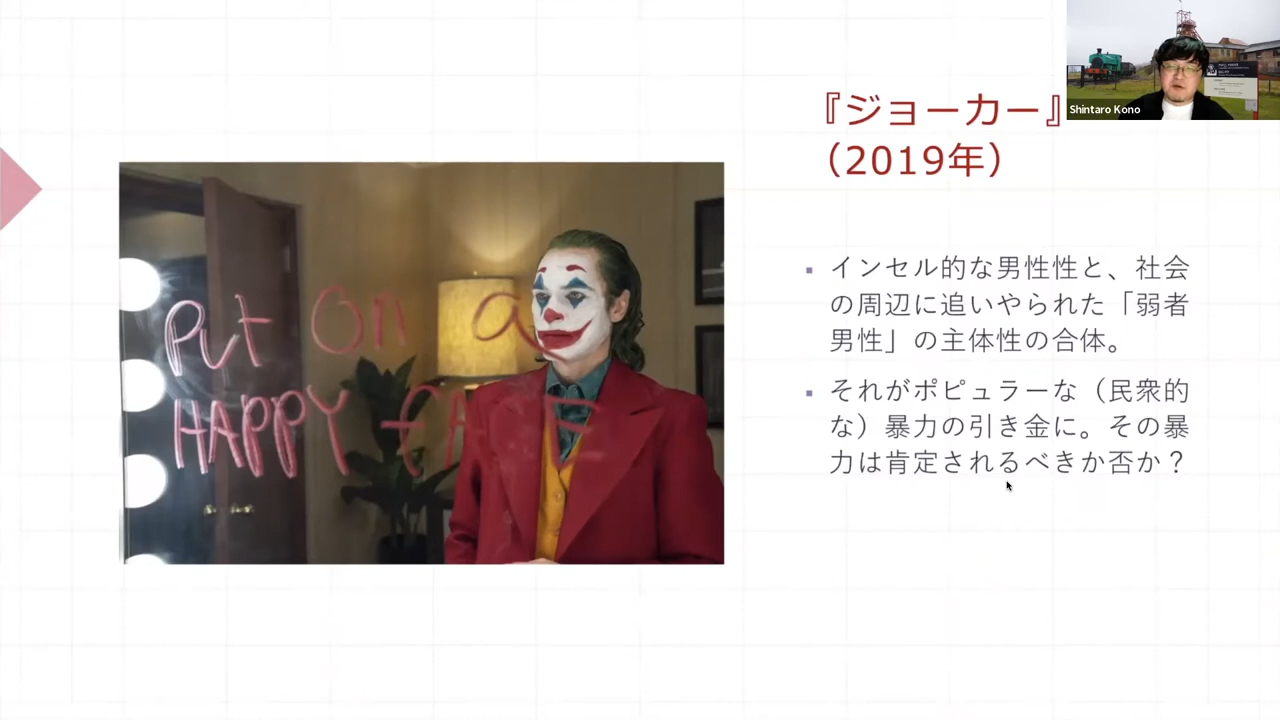 『ジョーカー』
（2019年）
Shintaro Kono
Put on a
HAPPY FACE
▪ インセル的な男性性と、社会
の周辺に追いやられた「弱者
男性」の主体性の合体。
▪ それがポピュラーな（民衆的
な）暴力の引き金に。その暴
力は肯定されるべきか否か？